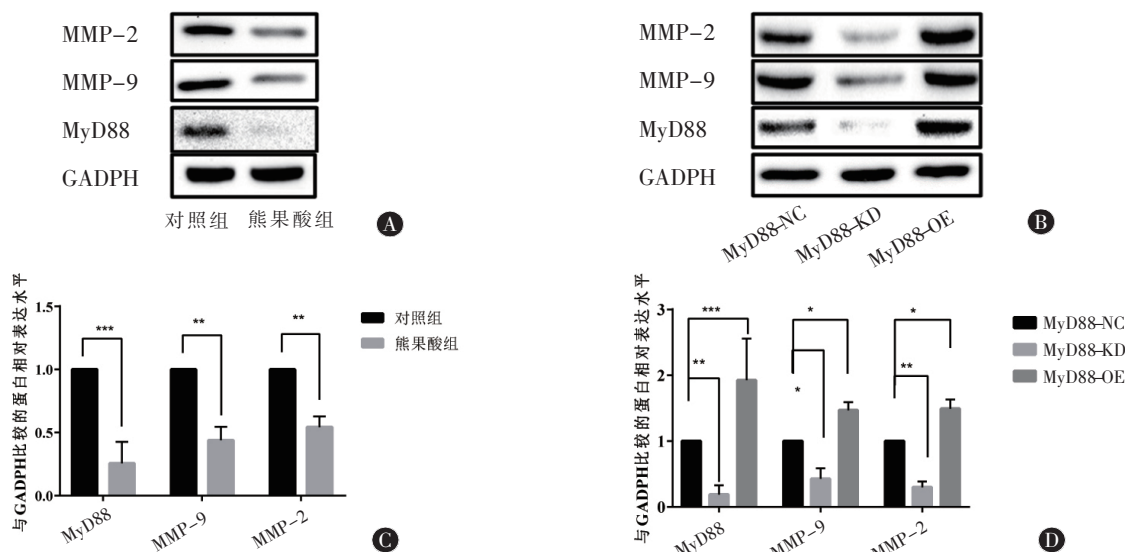 MMP-2
MMP-9
MyD88
GADPH
对照组 熊果酸组
A
MMP-2
MMP-9
MyD88
GADPH
MyD88-NC MyD88-KD MyD88-OE
B
与GADPH比较的蛋白相对表达水平
1.5
1.0
0.5
0.0
*** ** **
对照组
熊果酸组
MyD88 MMP-9 MMP-2
C
与GADPH比较的蛋白相对表达水平
3
2
1
0
*** * *
** * **
MyD88-NC
MyD88-KD
MyD88-OE
MyD88 MMP-9 MMP-2
D